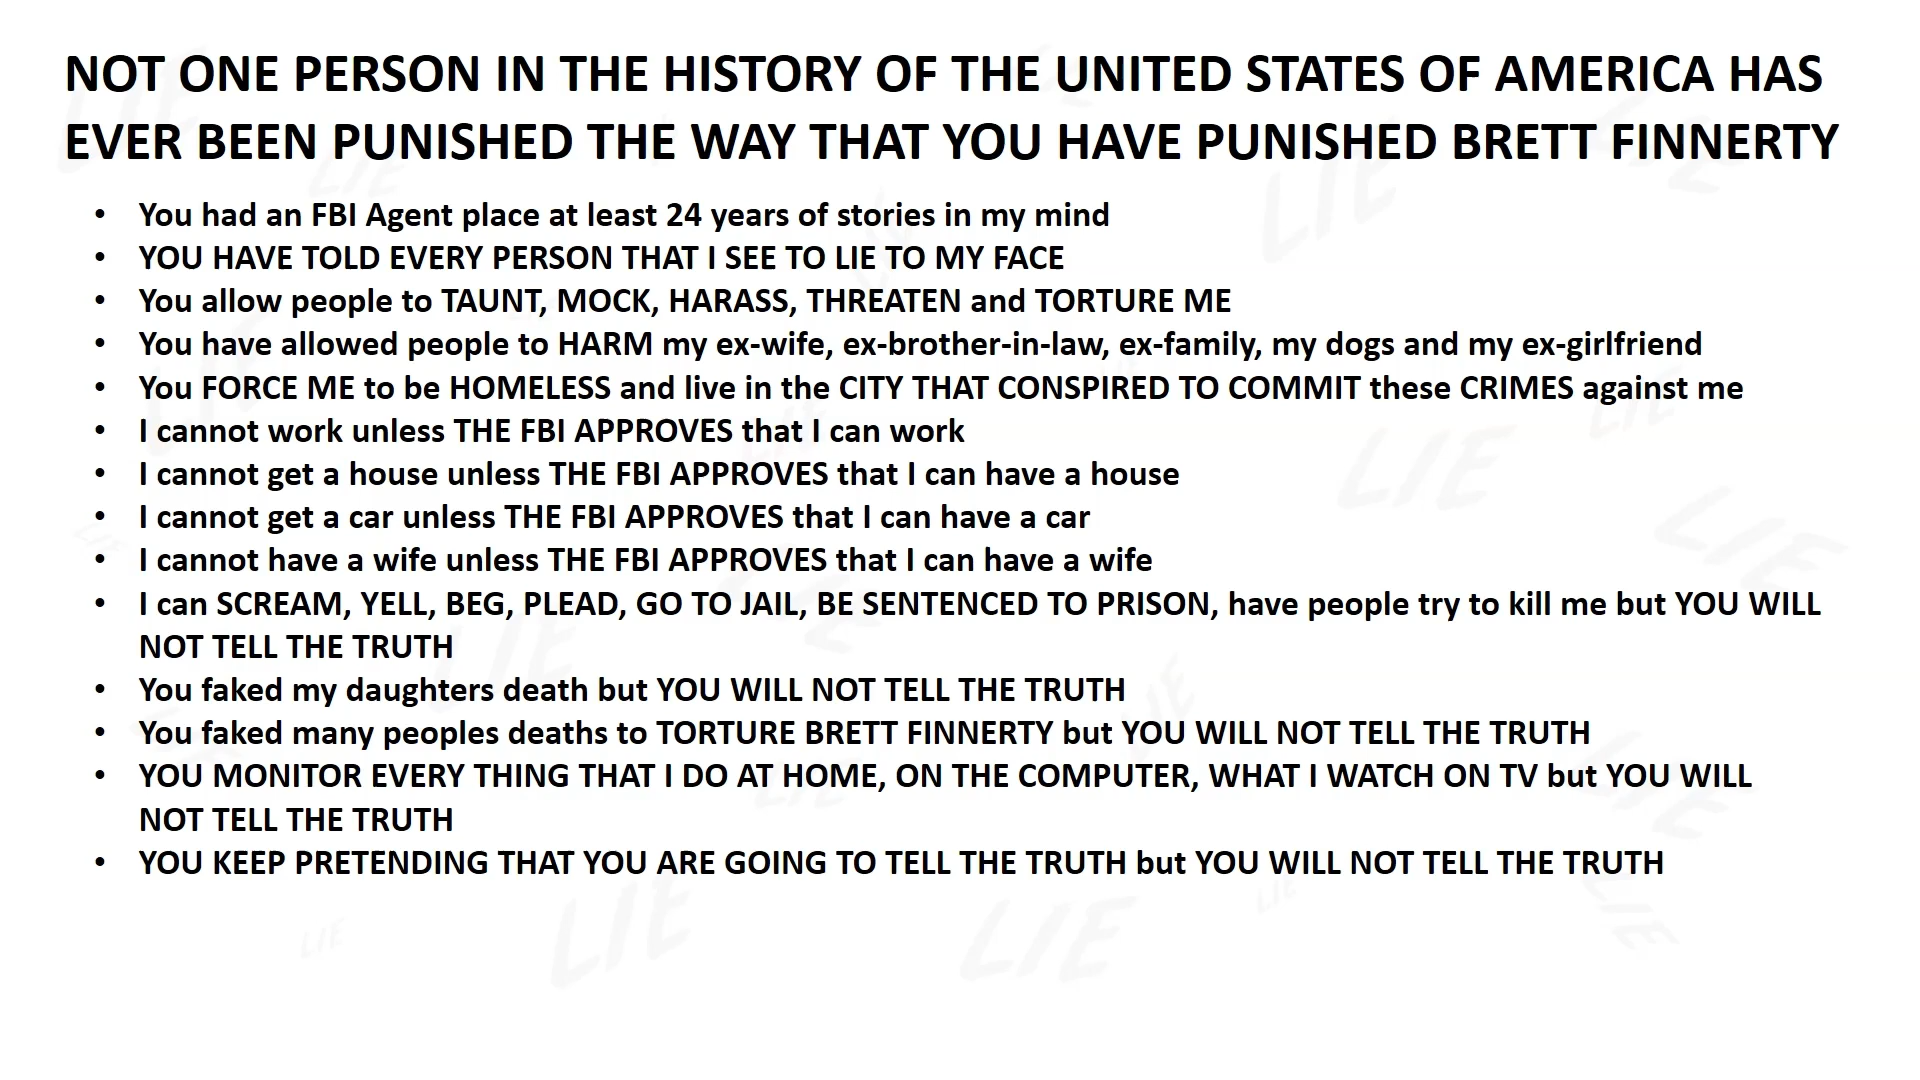 NOT ONE PERSON IN THE HISTORY OF THE UNITED STATES OF AMERICA HAS
EVER BEEN PUNISHED THE WAY THAT YOU HAVE PUNISHED BRETT FINNERTY
• You had an FBI Agent place at least 24 years of stories in my mind
• YOU HAVE TOLD EVERY PERSON THAT I SEE TO LIE TO MY FACE
• You allow people to TAUNT, MOCK, HARASS, THREATEN and TORTURE ME
• You have allowed people to HARM my ex-wife, ex-brother-in-law, ex-family, my dogs and my ex-girlfriend
• You FORCE ME to be HOMELESS and live in the CITY THAT CONSPIRED TO COMMIT these CRIMES against me
• I cannot work unless THE FBI APPROVES that I can work
• I cannot get a house unless THE FBI APPROVES that I can have a house
• I cannot get a car unless THE FBI APPROVES that I can have a car
• I cannot have a wife unless THE FBI APPROVES that I can have a wife
• I can SCREAM, YELL, BEG, PLEAD, GO TO JAIL, BE SENTENCED TO PRISON, have people try to kill me but YOU WILL
NOT TELL THE TRUTH
• You faked my daughters death but YOU WILL NOT TELL THE TRUTH
• You faked many peoples deaths to TORTURE BRETT FINNERTY but YOU WILL NOT TELL THE TRUTH
• YOU MONITOR EVERY THING THAT I DO AT HOME, ON THE COMPUTER, WHAT I WATCH ON TV but YOU WILL
NOT TELL THE TRUTH
• YOU KEEP PRETENDING THAT YOU ARE GOING TO TELL THE TRUTH but YOU WILL NOT TELL THE TRUTH
LIE
LIE
LIE
LIE
LIE
LIE
LIE
LIE
LIE
LIE
LIE